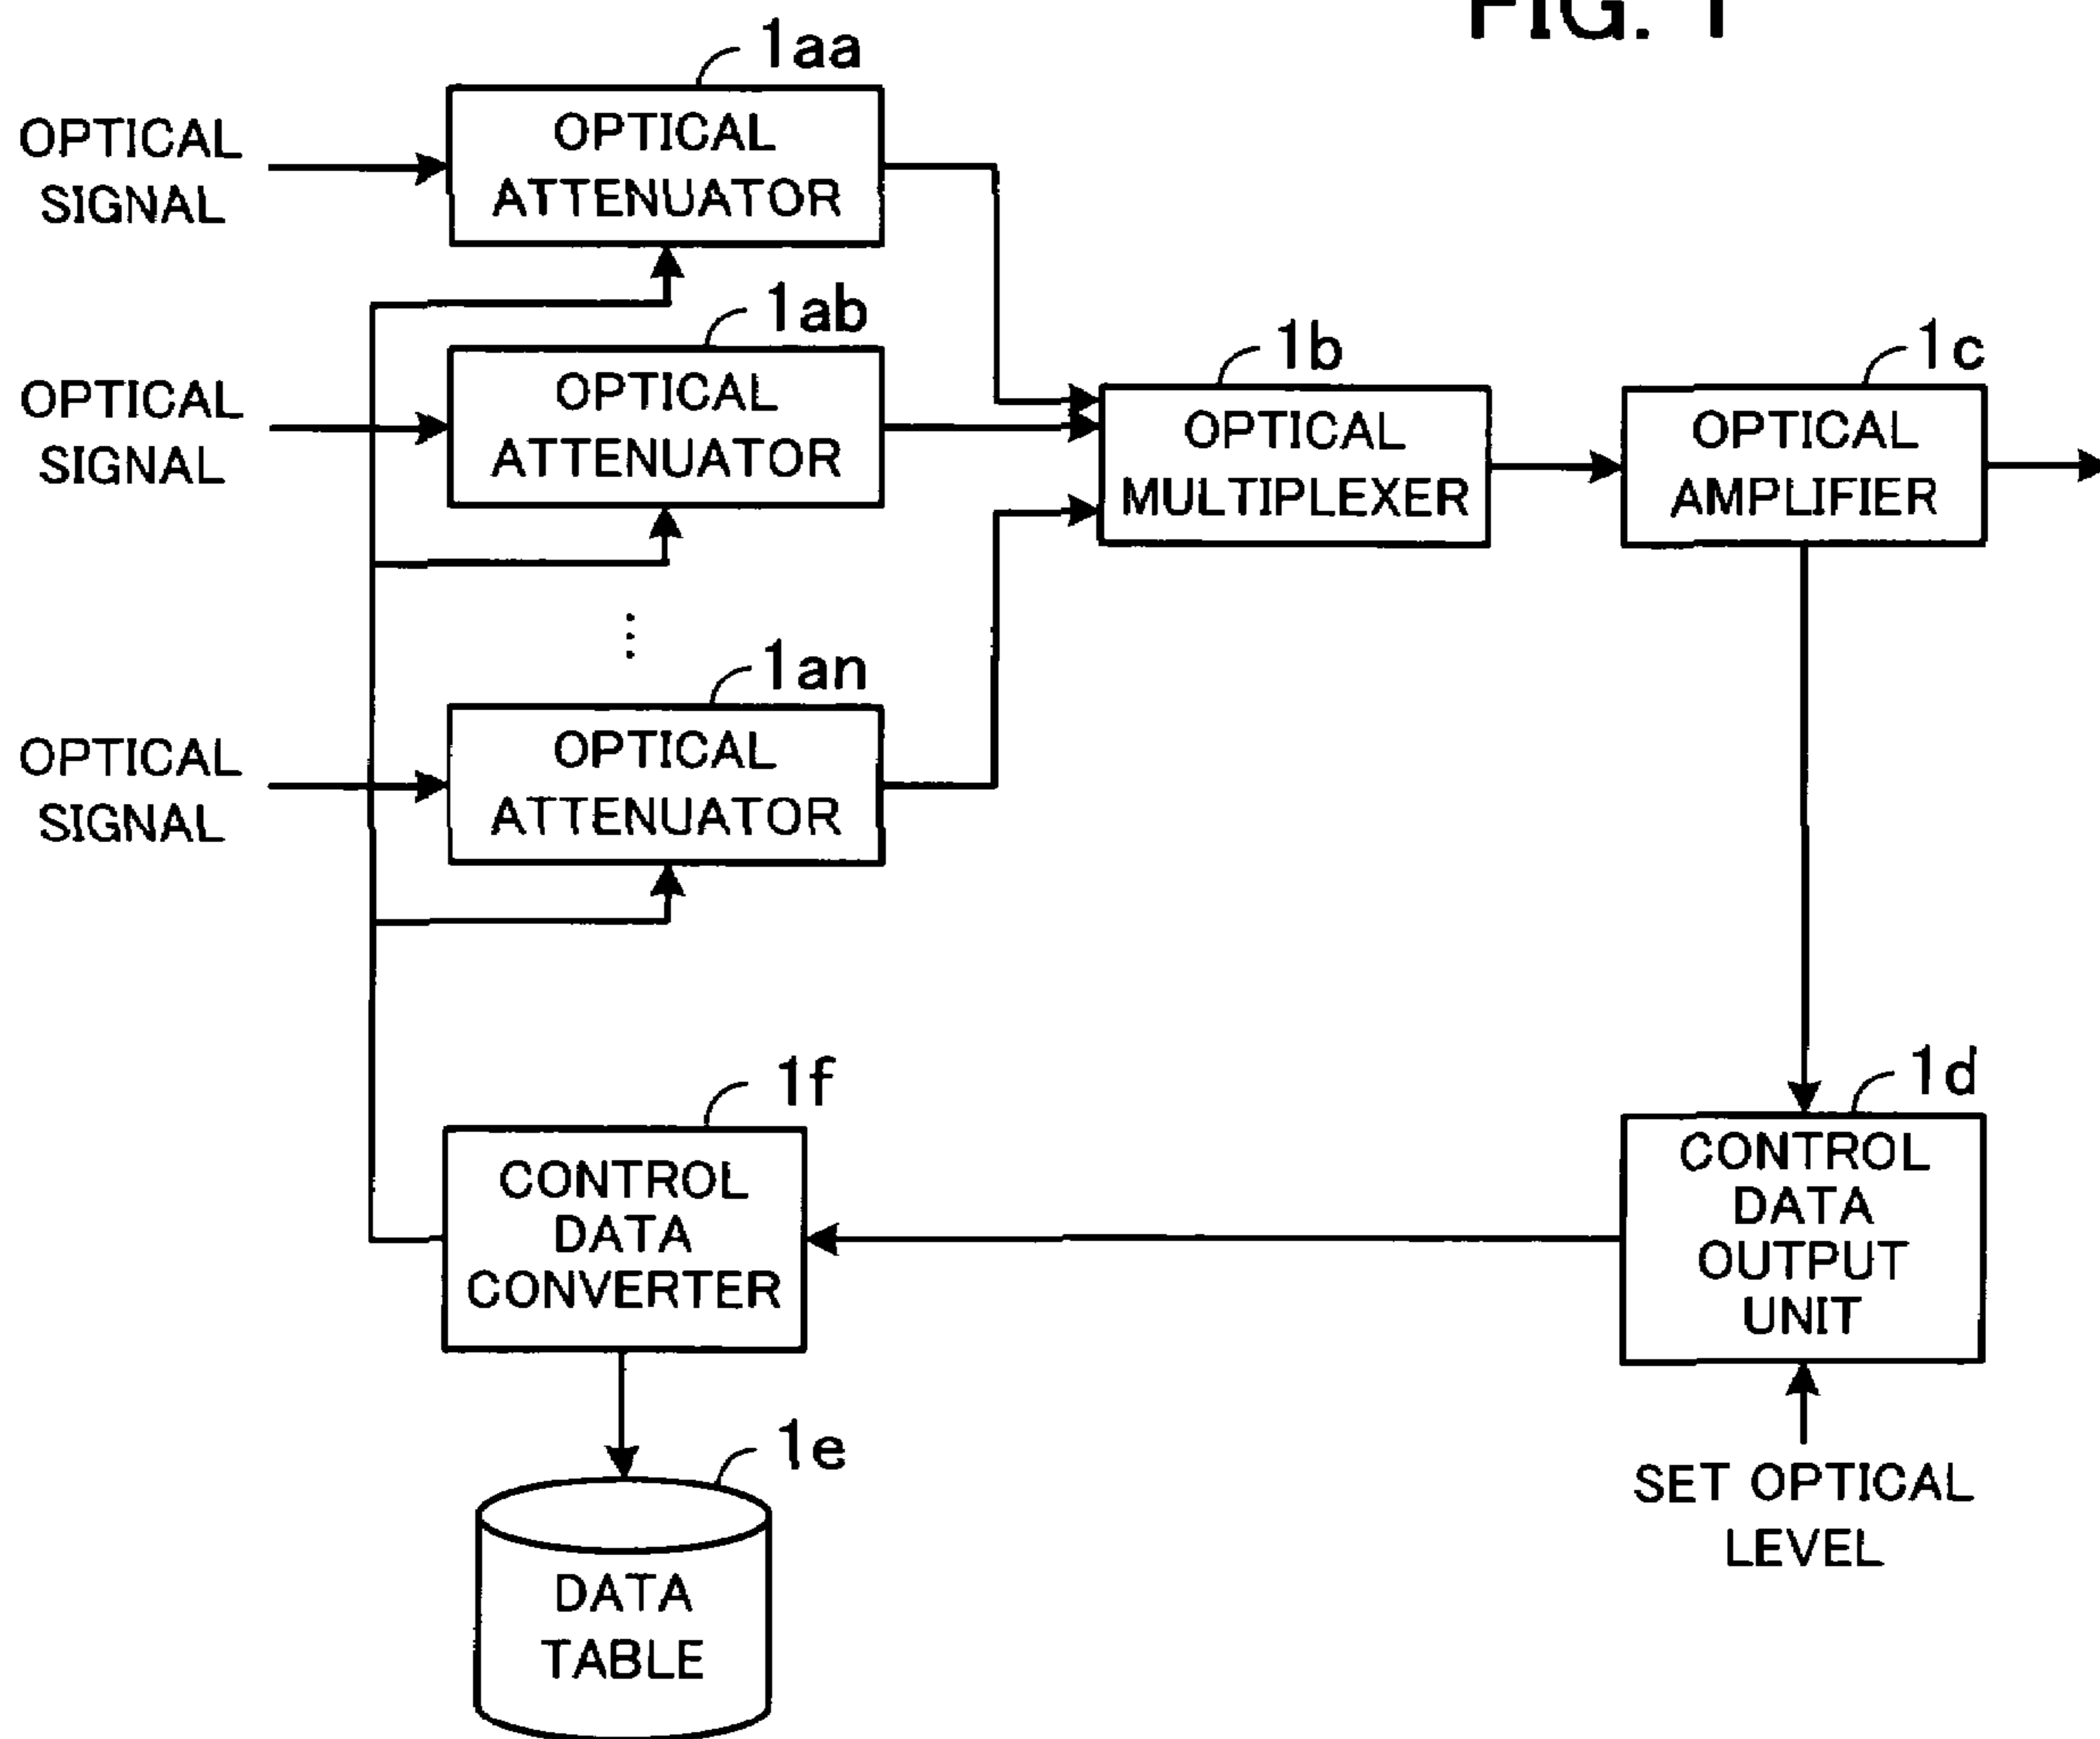 FIG. 1
1aa
OPTICAL
SIGNAL
OPTICAL
ATTENUATOR
1ab
OPTICAL
SIGNAL
OPTICAL
ATTENUATOR
1b
OPTICAL
MULTIPLEXER
1c
OPTICAL
AMPLIFIER
1an
OPTICAL
SIGNAL
OPTICAL
ATTENUATOR
1f
CONTROL
DATA
CONVERTER
1d
CONTROL
DATA
OUTPUT
UNIT
1e
DATA
TABLE
SET OPTICAL
LEVEL